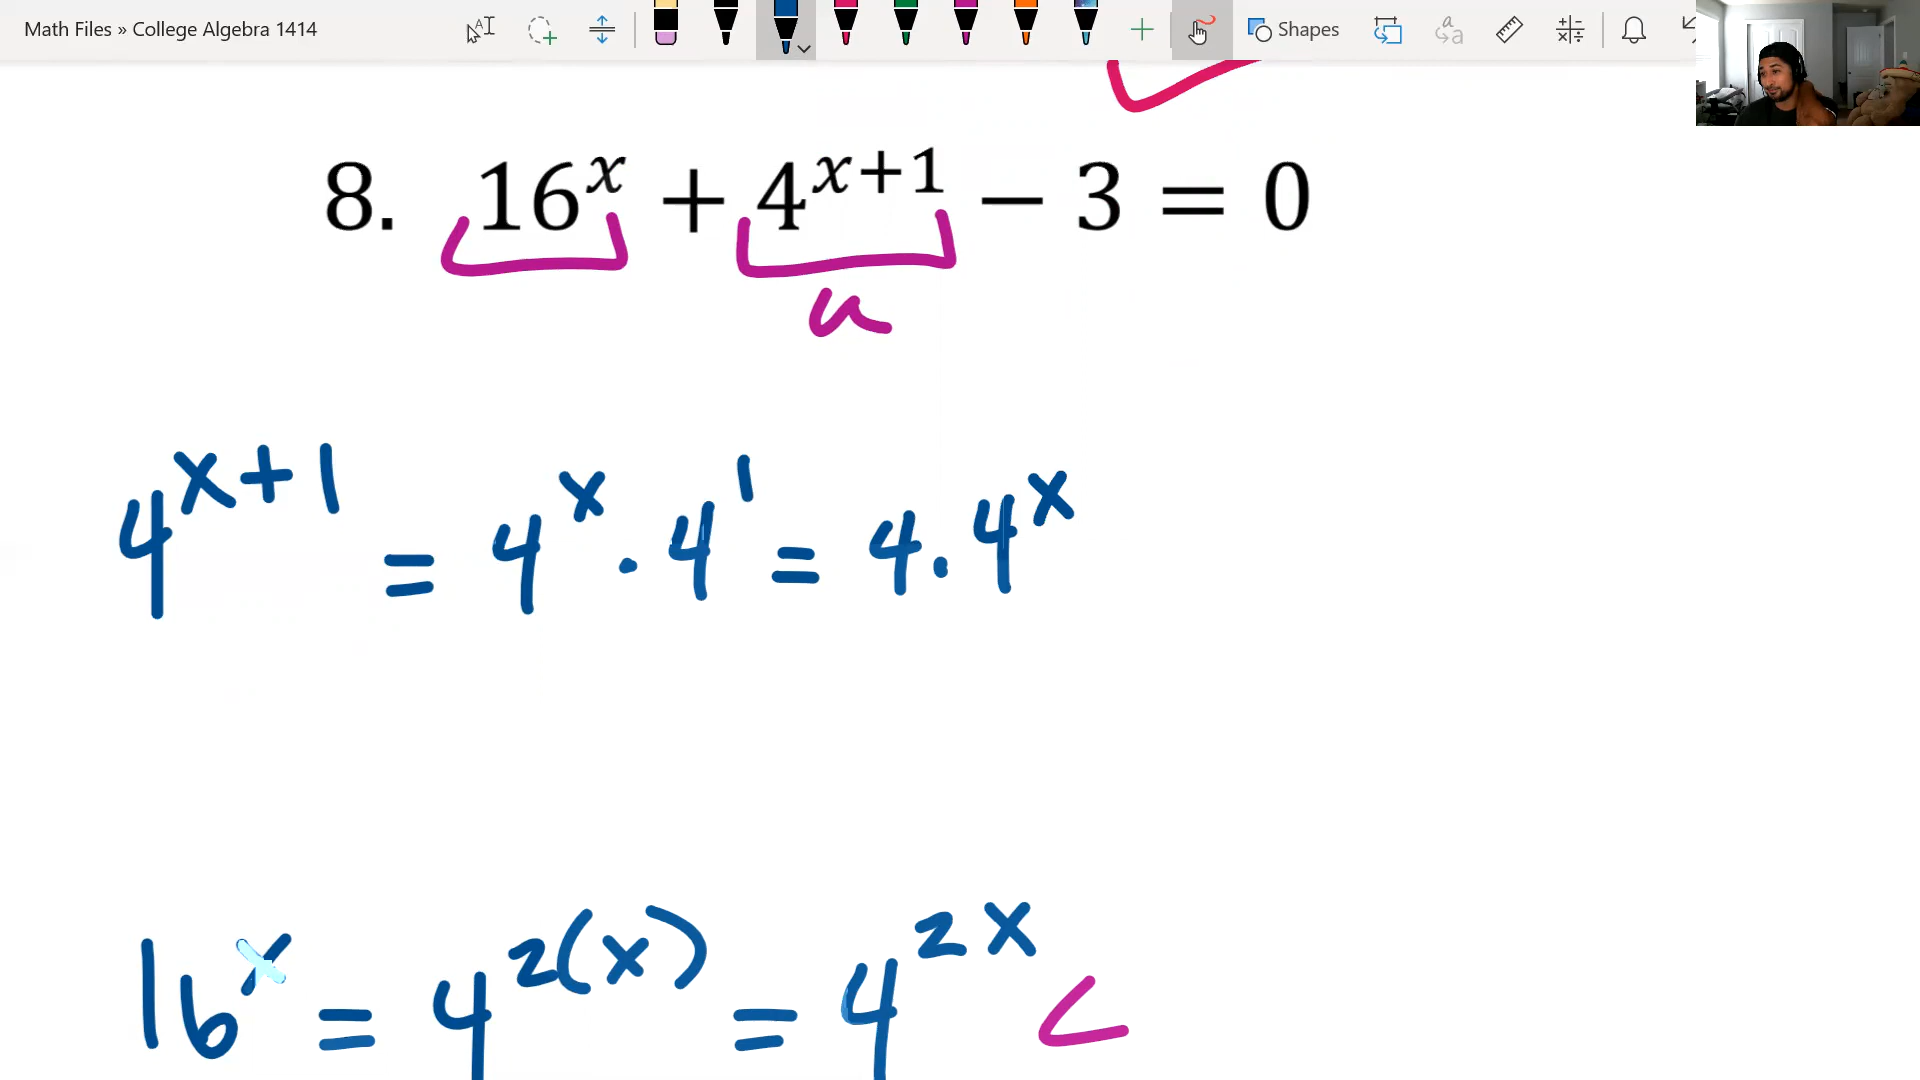 Math Files » College Algebra 1414 Shapes
8. 16^x + 4^{x+1} − 3 = 0
u
4^{x+1} = 4^x · 4^1 = 4 · 4^x
16^x = 4^{2(x)} = 4^{2x}